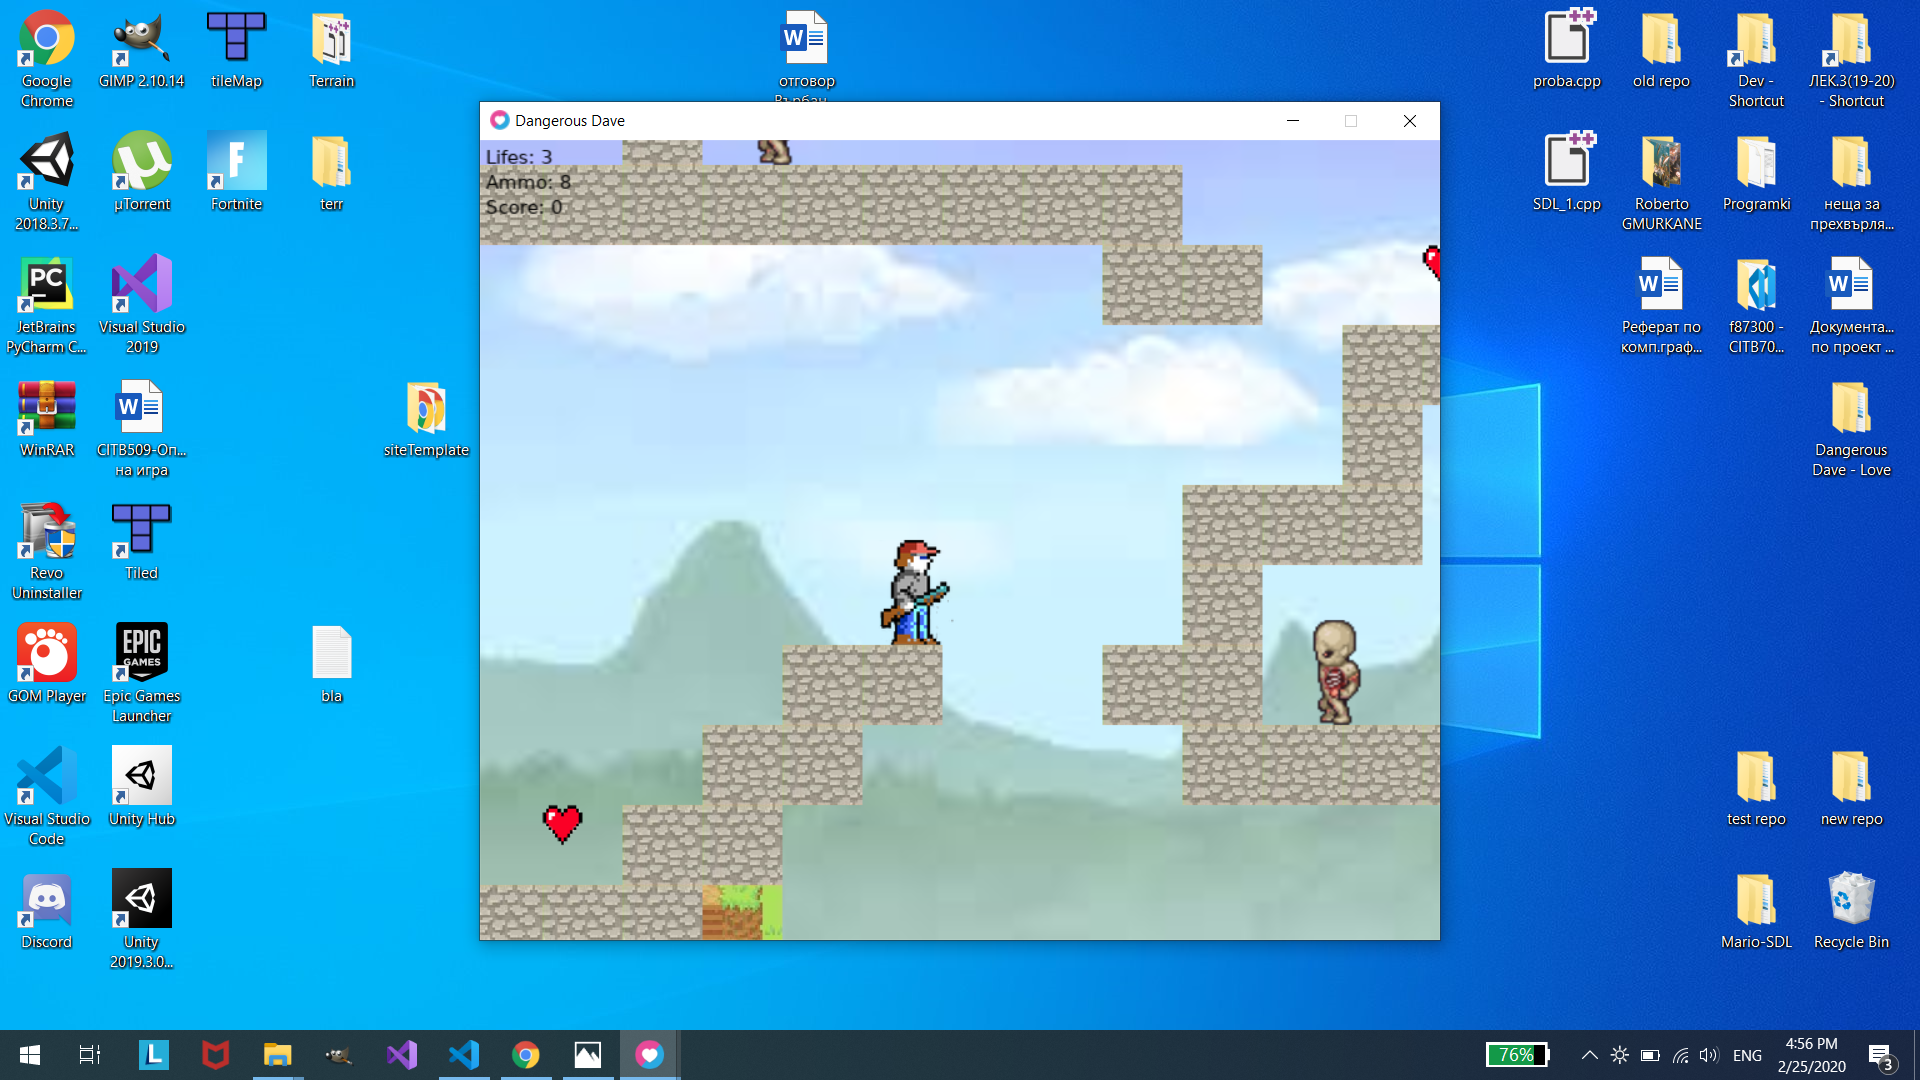 Google
Chrome
GIMP 2.10.14
tileMap
Terrain
Unity
2018.3.7...
µTorrent
Fortnite
terr
PC
JetBrains
PyCharm C...
Visual Studio
2019
WinRAR
CITB509-Оп...
на игра
siteTemplate
Revo
Uninstaller
Tiled
GOM Player
EPIC
GAMES
Epic Games
Launcher
bla
Visual Studio
Code
Unity Hub
Discord
Unity
2019.3.0...
отговор
Dangerous Dave
Lifes: 3
Ammo: 8
Score: 0
proba.cpp
old repo
Dev -
Shortcut
ЛЕК.3(19-20)
- Shortcut
SDL_1.cpp
Roberto
GMURKANE
Programki
неща за
прехвърля...
Реферат по
комп.граф...
f87300 -
CITB70...
Документа...
по проект ...
Dangerous
Dave - Love
test repo
new repo
Mario-SDL
Recycle Bin
76%
ENG
4:56 PM
2/25/2020
3